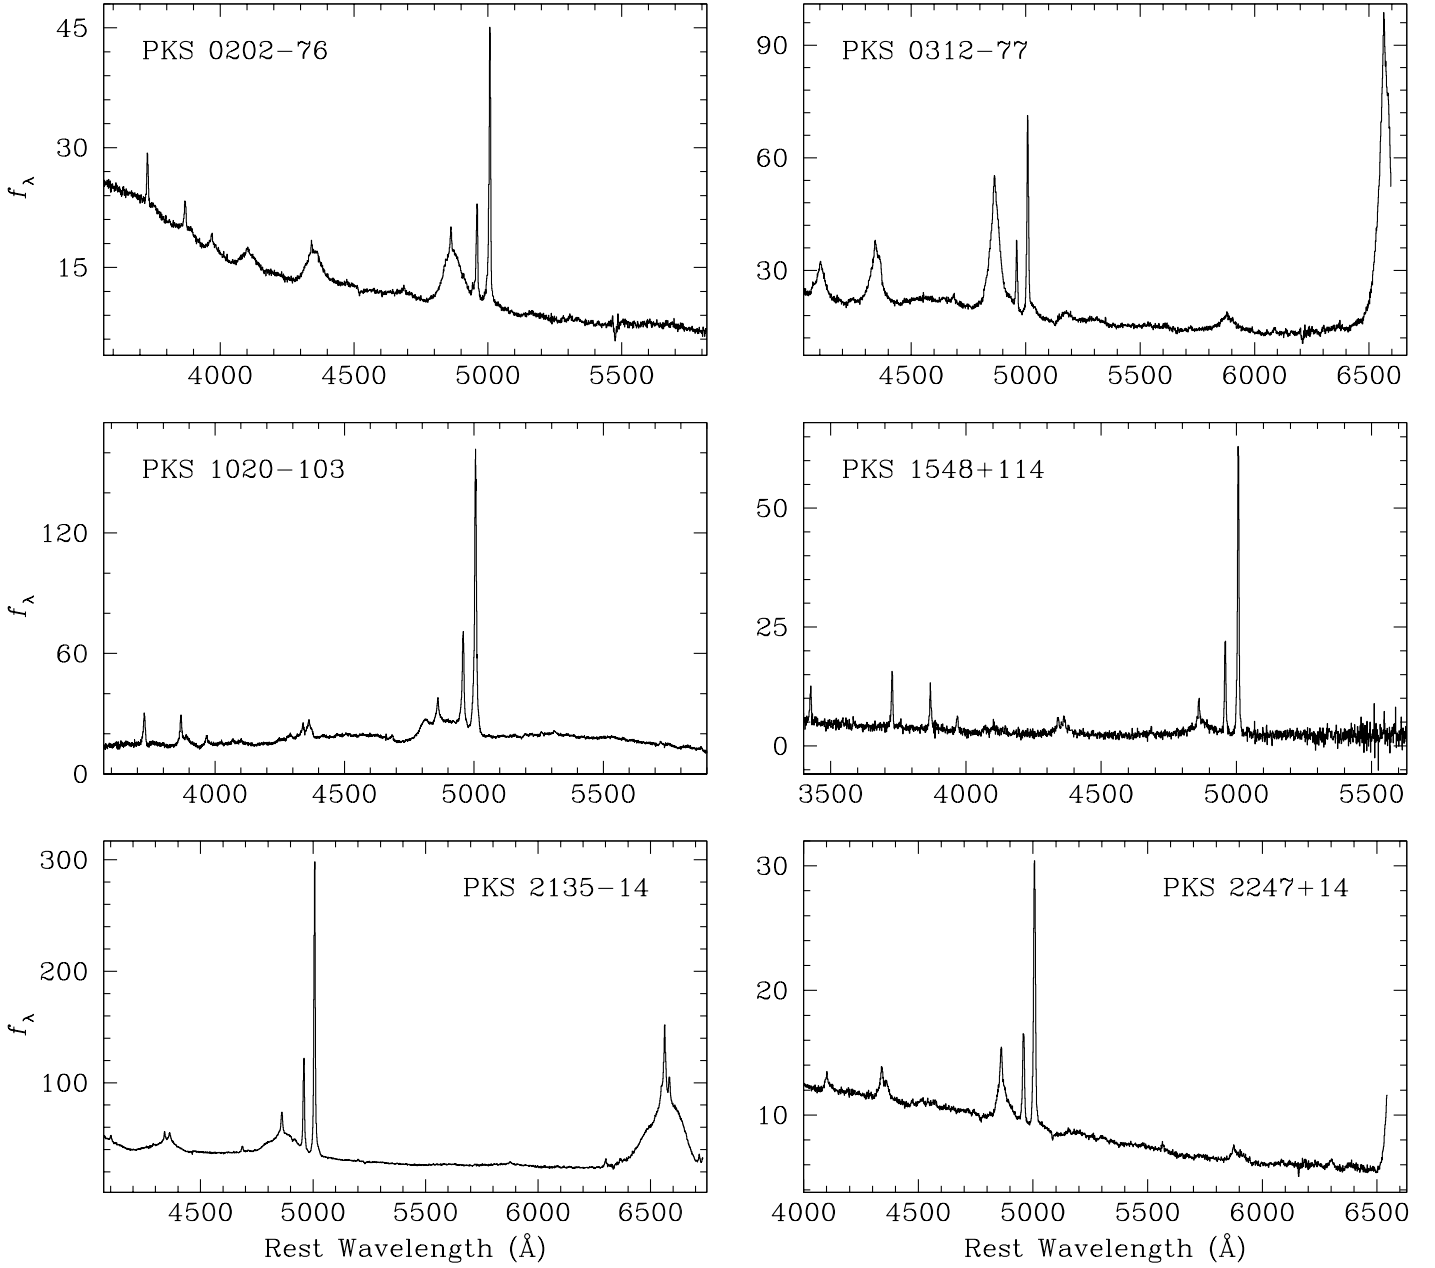 PKS 0202−76
45
30
15
f λ
4000 4500 5000 5500
PKS 0312−77
90
60
30
4500 5000 5500 6000 6500
PKS 1020−103
120
60
0
f λ
4000 4500 5000 5500
PKS 1548+114
50
25
0
3500 4000 4500 5000 5500
PKS 2135−14
300
200
100
f λ
4500 5000 5500 6000 6500
Rest Wavelength (Å)
PKS 2247+14
30
20
10
4000 4500 5000 5500 6000 6500
Rest Wavelength (Å)